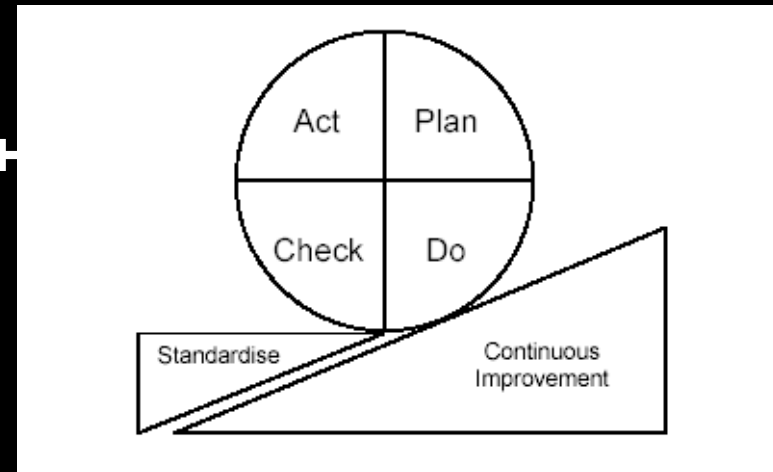 Act
Plan
Check
Do
Standardise
Continuous
Improvement